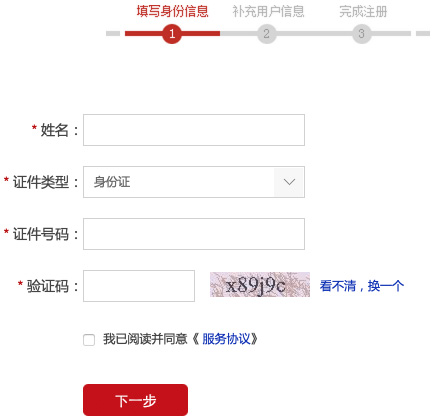 填写身份信息 补充用户信息 完成注册
1 2 3
* 姓名：
* 证件类型： 身份证
* 证件号码：
* 验证码： x89j9c 看不清，换一个
我已阅读并同意《 服务协议》
下一步